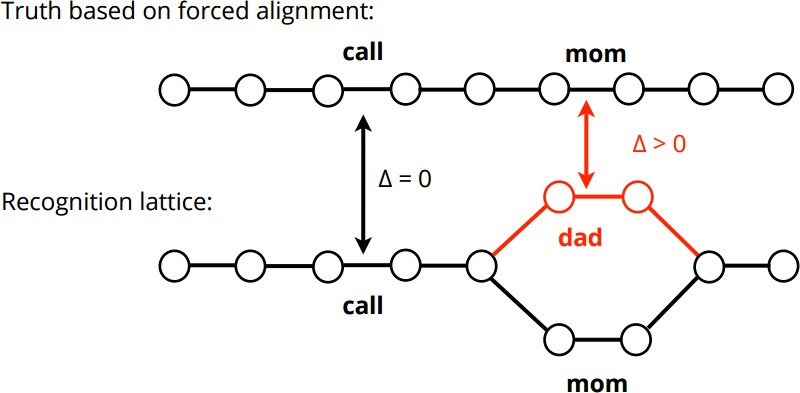 Truth based on forced alignment:
call
mom
Δ > 0
Δ = 0
Recognition lattice:
dad
call
mom